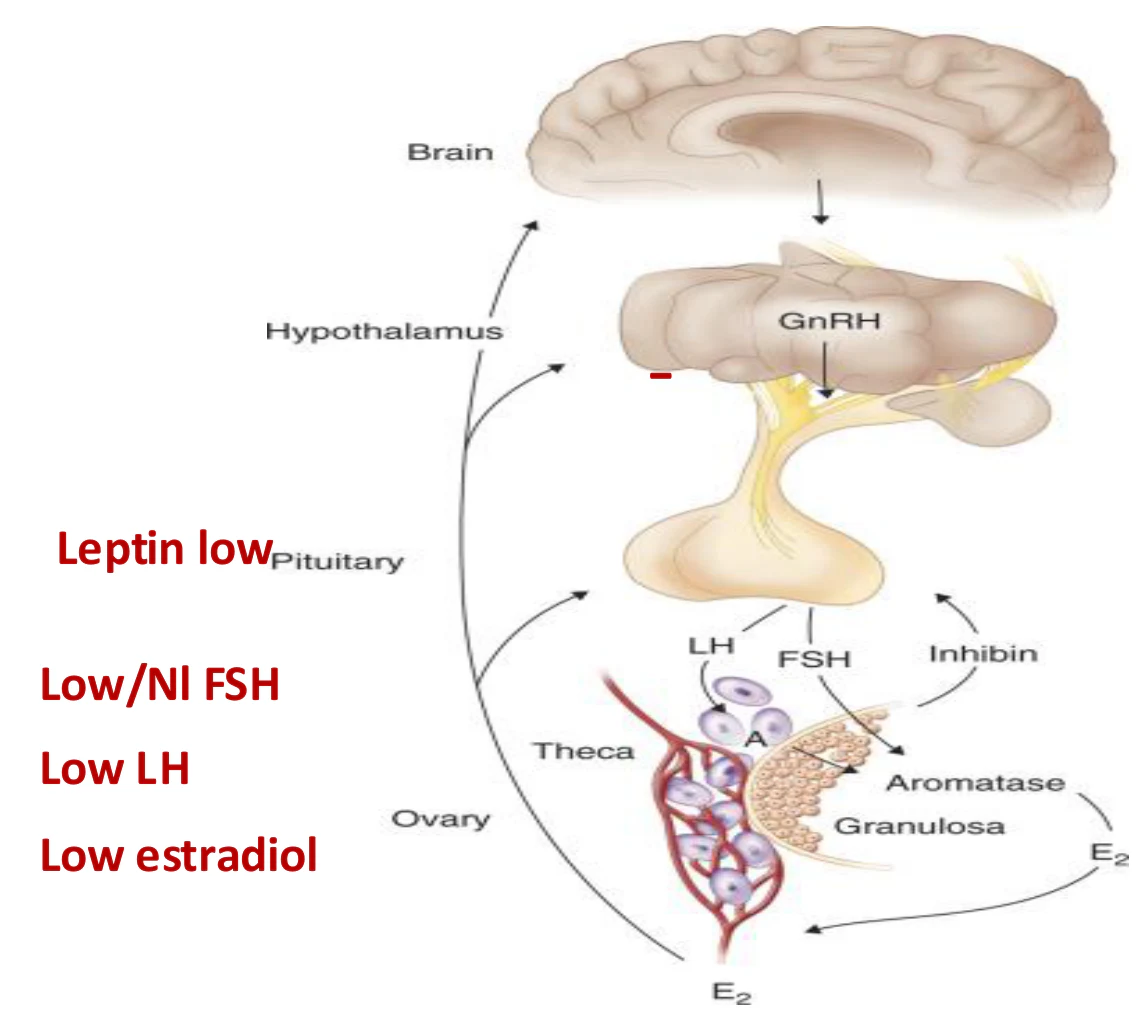 Brain
Hypothalamus
GnRH
-
Leptin low
Pituitary
LH
FSH
Inhibin
Low/Nl FSH
Theca
A
Low LH
Aromatase
Ovary
Granulosa
Low estradiol
E₂
E₂